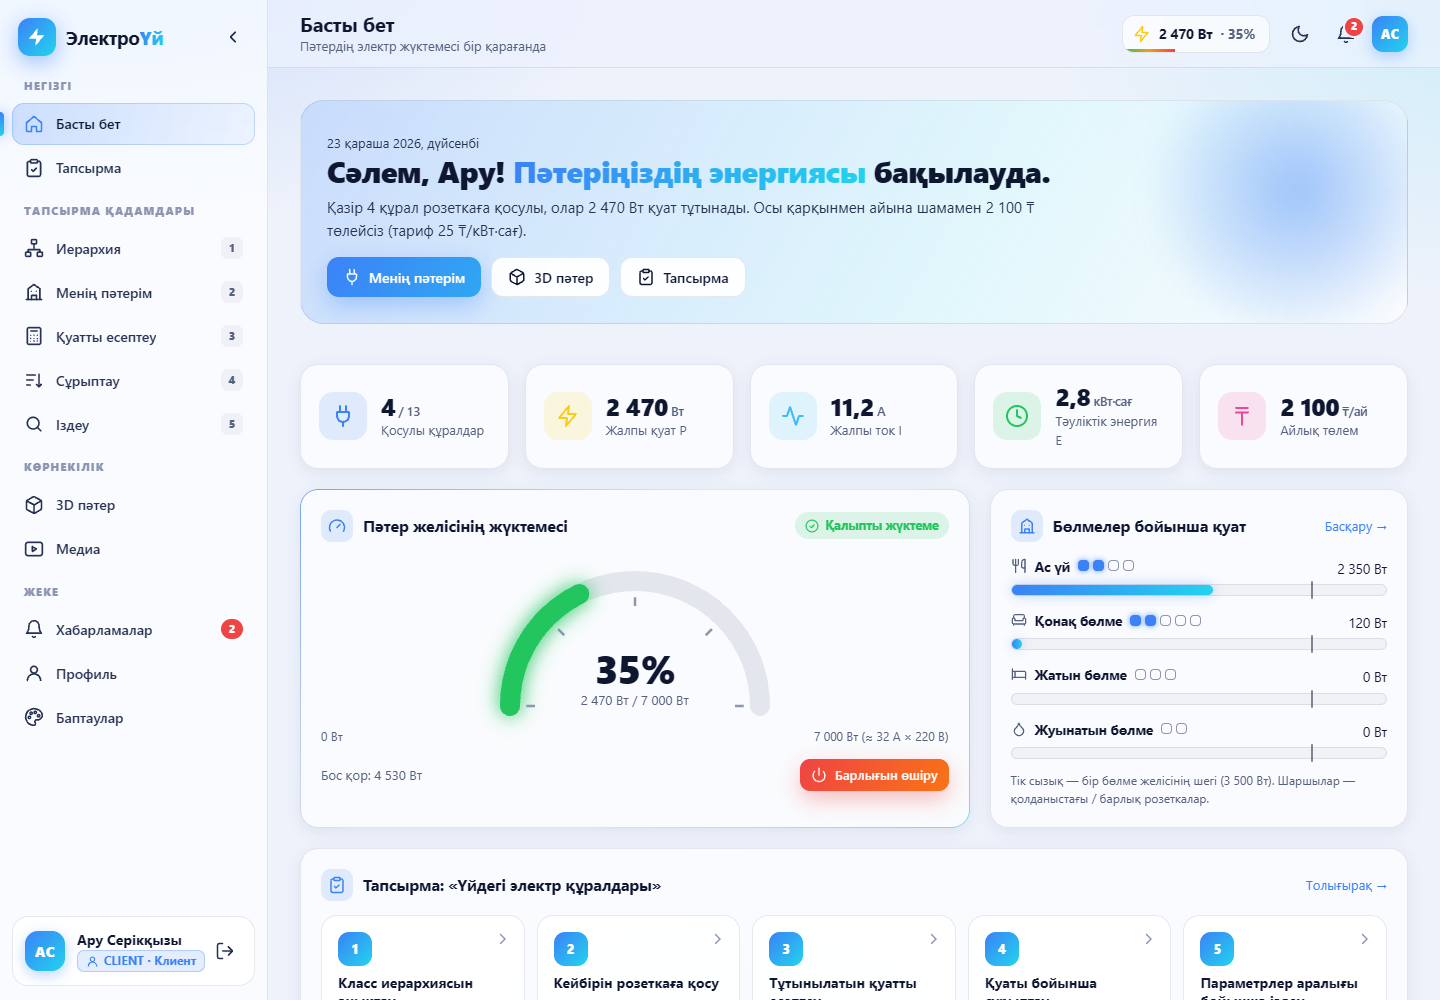 ЭлектроҮй
НЕГІЗГІ
Басты бет
Тапсырма
ТАПСЫРМА ҚАДАМДАРЫ
Иерархия 1
Менің пәтерім 2
Қуатты есептеу 3
Сұрыптау 4
Іздеу 5
КӨРНЕКІЛІК
3D пәтер
Медиа
ЖЕКЕ
Хабарламалар 2
Профиль
Баптаулар
АС
Ару Серікқызы
CLIENT · Клиент
Басты бет
Пәтердің электр жүктемесі бір қарағанда
2 470 Вт · 35%
2
АС
23 қараша 2026, дүйсенбі
Сәлем, Ару! Пәтеріңіздің энергиясы бақылауда.
Қазір 4 құрал розеткаға қосулы, олар 2 470 Вт қуат тұтынады. Осы қарқынмен айына шамамен 2 100 ₸
төлейсіз (тариф 25 ₸/кВт·сағ).
Менің пәтерім
3D пәтер
Тапсырма
4 / 13
Қосулы құралдар
2 470 Вт
Жалпы қуат P
11,2 А
Жалпы ток I
2,8 кВт·сағ
Тәуліктік энергия
E
₸
2 100 ₸/ай
Айлық төлем
Пәтер желісінің жүктемесі
Қалыпты жүктеме
35%
2 470 Вт / 7 000 Вт
0 Вт
7 000 Вт (≈ 32 А × 220 В)
Бос қор: 4 530 Вт
Барлығын өшіру
Бөлмелер бойынша қуат
Басқару →
Ас үй 2 350 Вт
Қонақ бөлме 120 Вт
Жатын бөлме 0 Вт
Жуынатын бөлме 0 Вт
Тік сызық — бір бөлме желісінің шегі (3 500 Вт). Шаршылар —
қолданыстағы / барлық розеткалар.
Тапсырма: «Үйдегі электр құралдары»
Толығырақ →
1
Класс иерархиясын
2
Кейбірін розеткаға қосу
3
Тұтынылатын қуатты
4
Қуаты бойынша
5
Параметрлер аралығы